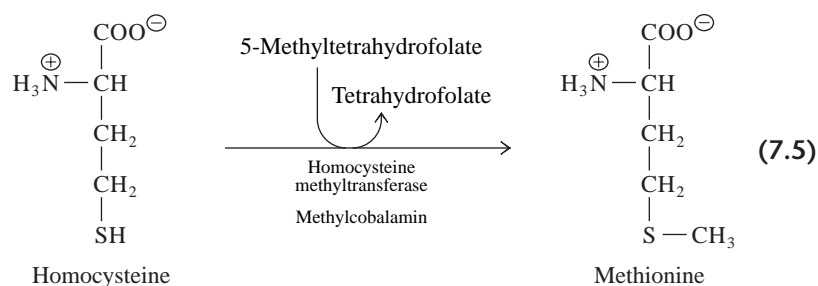 COO⊖
5-Methyltetrahydrofolate
COO⊖
⊕
H₃N — CH
⊕
H₃N — CH
Tetrahydrofolate
CH₂
CH₂
(7.5)
Homocysteine
methyltransferase
CH₂
CH₂
Methylcobalamin
SH
S — CH₃
Homocysteine
Methionine